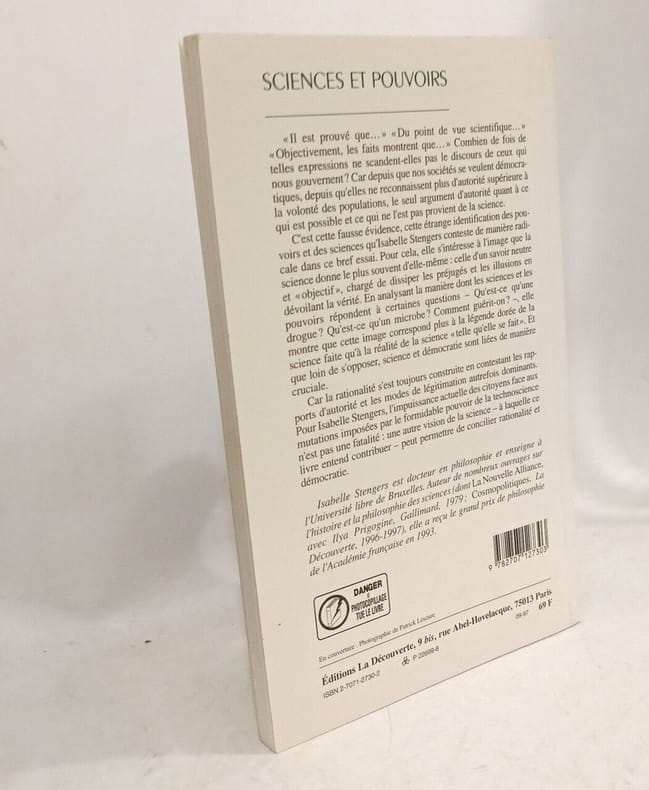 SCIENCES ET POUVOIRS
« Il est prouvé que... » « Du point de vue scientifique... »
« Objectivement, les faits montrent que... » Combien de fois de
telles expressions ne scandent-elles pas le discours de ceux qui
nous gouvernent ? Car depuis que nos sociétés se veulent démocra-
tiques, depuis qu'elles ne reconnaissent plus d'autorité supérieure à
la volonté des populations, le seul argument d'autorité quant à ce
qui est possible et ce qui ne l'est pas provient de la science.
C'est cette fausse évidence, cette étrange identification des pou-
voirs et des sciences qu'Isabelle Stengers conteste de manière radi-
cale dans ce bref essai. Pour cela, elle s'intéresse à l'image que la
science donne le plus souvent d'elle-même : celle d'un savoir neutre
et « objectif », chargé de dissiper les préjugés et les illusions en
dévoilant la vérité. En analysant la manière dont les sciences et les
pouvoirs répondent à certaines questions – Qu'est-ce qu'une
drogue ? Qu'est-ce qu'un microbe ? Comment guérit-on ? –, elle
montre que cette image correspond plus à la légende dorée de la
science faite qu'à la réalité de la science « telle qu'elle se fait ». Et
que loin de s'opposer, science et démocratie sont liées de manière
cruciale.
Car la rationalité s'est toujours construite en contestant les rap-
ports d'autorité et les modes de légitimation autrefois dominants.
Pour Isabelle Stengers, l'impuissance actuelle des citoyens face aux
mutations imposées par le formidable pouvoir de la technoscience
n'est pas une fatalité : une autre vision de la science – à laquelle ce
livre entend contribuer – peut permettre de concilier rationalité et
démocratie.
Isabelle Stengers est docteur en philosophie et enseigne à
l'Université libre de Bruxelles. Auteur de nombreux ouvrages sur
l'histoire et la philosophie des sciences (dont La Nouvelle Alliance,
avec Ilya Prigogine, Gallimard, 1979 ; Cosmopolitiques, La
Découverte, 1996-1997), elle a reçu le grand prix de philosophie
de l'Académie française en 1993.
9 782707 127303
DANGER
LE
PHOTOCOPILLAGE
TUE LE LIVRE
En couverture : Photographie de Patrick Lescure
Éditions La Découverte, 9 bis, rue Abel-Hovelacque, 75013 Paris
ISBN 2-7071-2730-2
P 22699-8
09-97
69 F